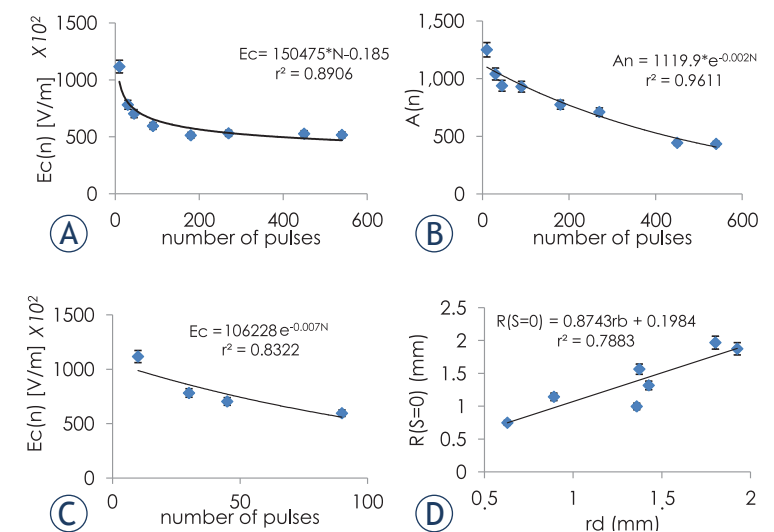 1500
1000
500
0
0 200 400 600
Ec(n) [V/m] X10²
number of pulses
Ec= 150475*N-0.185
r² = 0.8906
A
1,500
1,000
500
0
0 200 400 600
A(n)
number of pulses
An = 1119.9*e-0.002N
r² = 0.9611
B
1500
1000
500
0
0 50 100
Ec(n) [V/m] X10²
number of pulses
Ec =106228 e-0.007N
r² = 0.8322
C
2.5
2
1.5
1
0.5
0
0.5 1 1.5 2
R(S=0) (mm)
rd (mm)
R(S=0) = 0.8743rb + 0.1984
r² = 0.7883
D